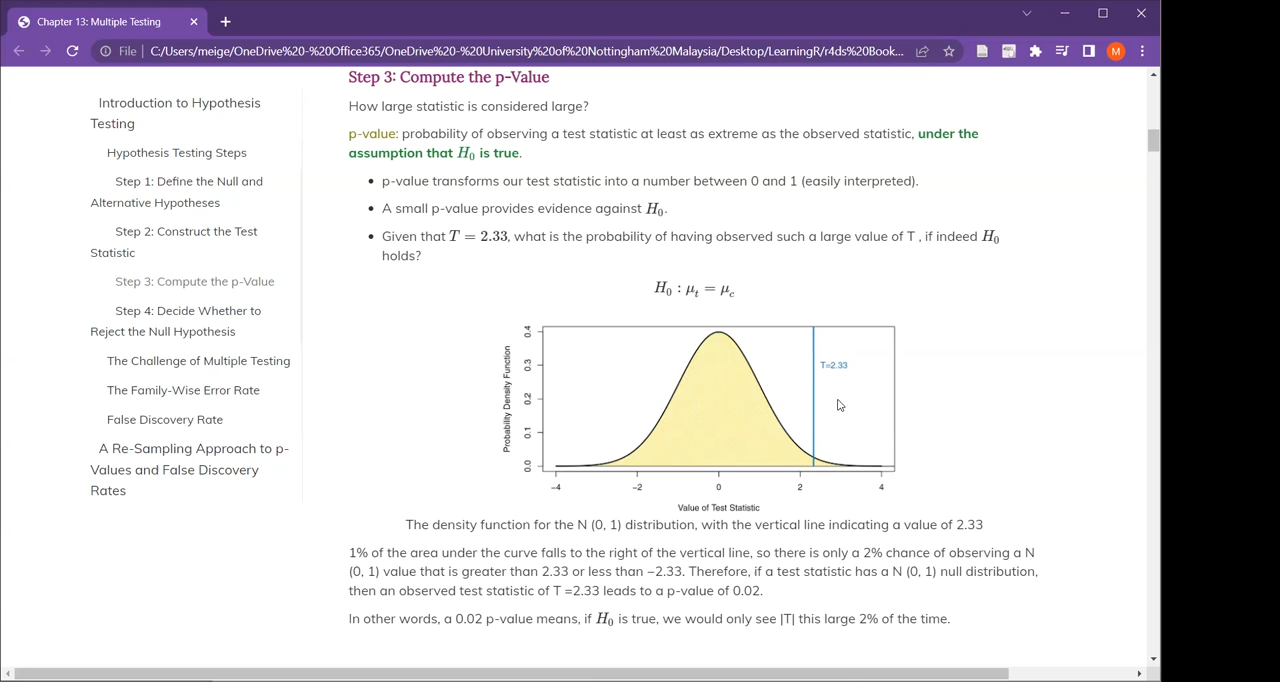 Chapter 13: Multiple Testing
File C:/Users/meige/OneDrive%20-%20Office365/OneDrive%20-%20University%20of%20Nottingham%20Malaysia/Desktop/LearningR/r4ds%20Book... M
Introduction to Hypothesis
Testing
Hypothesis Testing Steps
Step 1: Define the Null and
Alternative Hypotheses
Step 2: Construct the Test
Statistic
Step 3: Compute the p-Value
Step 4: Decide Whether to
Reject the Null Hypothesis
The Challenge of Multiple Testing
The Family-Wise Error Rate
False Discovery Rate
A Re-Sampling Approach to p-
Values and False Discovery
Rates
Step 3: Compute the p-Value
How large statistic is considered large?
p-value: probability of observing a test statistic at least as extreme as the observed statistic, under the
assumption that H₀ is true.
• p-value transforms our test statistic into a number between 0 and 1 (easily interpreted).
• A small p-value provides evidence against H₀.
• Given that T = 2.33, what is the probability of having observed such a large value of T , if indeed H₀
holds?
H₀ : μₜ = μ_c
Probability Density Function
0.4
0.3
0.2
0.1
0.0
T=2.33
−4 −2 0 2 4
Value of Test Statistic
The density function for the N (0, 1) distribution, with the vertical line indicating a value of 2.33
1% of the area under the curve falls to the right of the vertical line, so there is only a 2% chance of observing a N
(0, 1) value that is greater than 2.33 or less than −2.33. Therefore, if a test statistic has a N (0, 1) null distribution,
then an observed test statistic of T =2.33 leads to a p-value of 0.02.
In other words, a 0.02 p-value means, if H₀ is true, we would only see |T| this large 2% of the time.